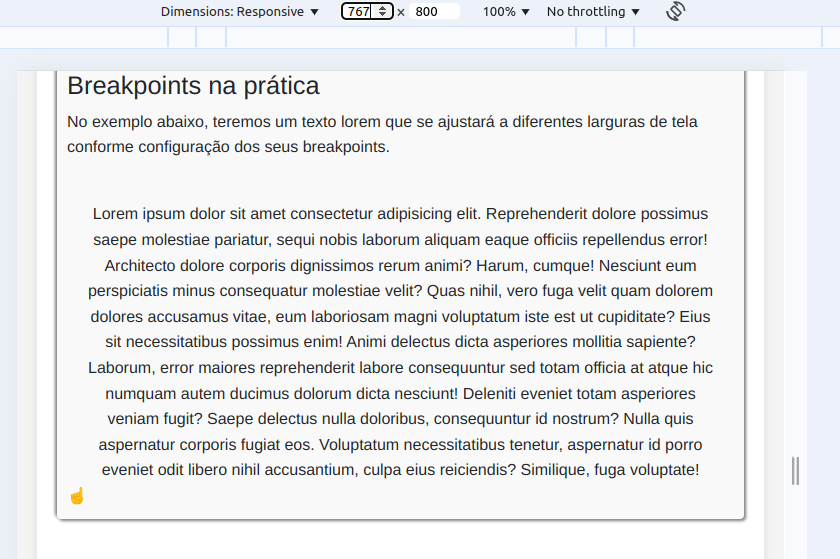 Dimensions: Responsive ▼ 767 × 800 100% ▼ No throttling ▼
Breakpoints na prática
No exemplo abaixo, teremos um texto lorem que se ajustará a diferentes larguras de tela
conforme configuração dos seus breakpoints.
Lorem ipsum dolor sit amet consectetur adipisicing elit. Reprehenderit dolore possimus
saepe molestiae pariatur, sequi nobis laborum aliquam eaque officiis repellendus error!
Architecto dolore corporis dignissimos rerum animi? Harum, cumque! Nesciunt eum
perspiciatis minus consequatur molestiae velit? Quas nihil, vero fuga velit quam dolorem
dolores accusamus vitae, eum laboriosam magni voluptatum iste est ut cupiditate? Eius
sit necessitatibus possimus enim! Animi delectus dicta asperiores mollitia sapiente?
Laborum, error maiores reprehenderit labore consequuntur sed totam officia at atque hic
numquam autem ducimus dolorum dicta nesciunt! Deleniti eveniet totam asperiores
veniam fugit? Saepe delectus nulla doloribus, consequuntur id nostrum? Nulla quis
aspernatur corporis fugiat eos. Voluptatum necessitatibus tenetur, aspernatur id porro
eveniet odit libero nihil accusantium, culpa eius reiciendis? Similique, fuga voluptate!
☝